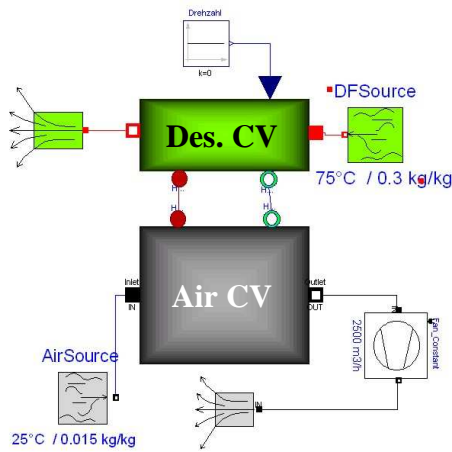 Drehzahl
k=0
DFSource
Des. CV
75°C / 0.3 kg/kg
H...
H...
H...
H...
Inlet
Outlet
IN
Air CV
OUT
Fan_Constant
2500 m3/h
IN
AirSource
IN
25°C / 0.015 kg/kg